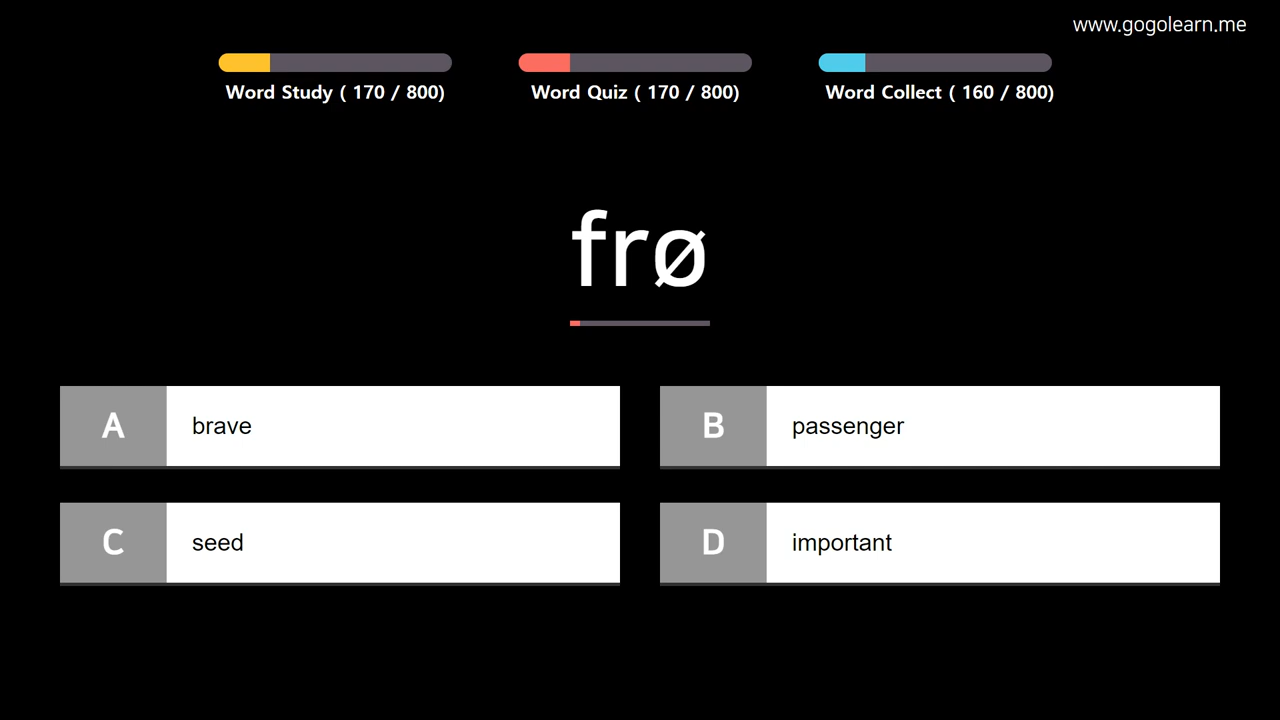 www.gogolearn.me
Word Study ( 170 / 800)
Word Quiz ( 170 / 800)
Word Collect ( 160 / 800)
frø
A brave
B passenger
C seed
D important